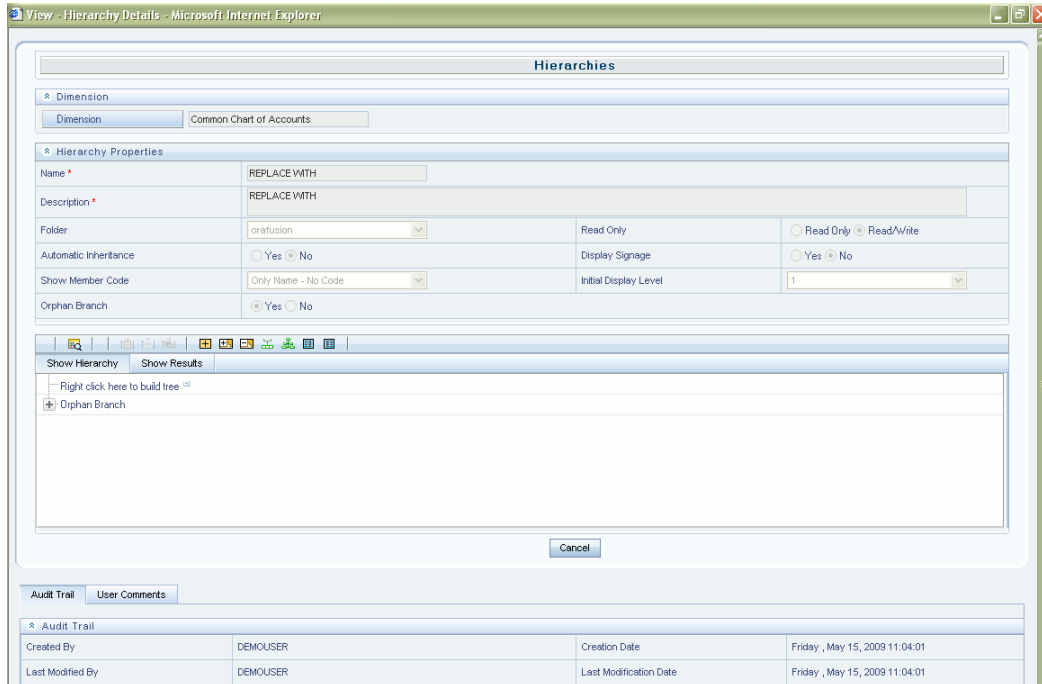 View - Hierarchy Details - Microsoft Internet Explorer
Hierarchies
Dimension
Dimension Common Chart of Accounts
Hierarchy Properties
Name * REPLACE WITH
Description * REPLACE WITH
Folder orafusion Read Only Read Only Read/Write
Automatic Inheritance Yes No Display Signage Yes No
Show Member Code Only Name - No Code Initial Display Level 1
Orphan Branch Yes No
Show Hierarchy Show Results
Right click here to build tree
Orphan Branch
Cancel
Audit Trail User Comments
Audit Trail
Created By DEMOUSER Creation Date Friday , May 15, 2009 11:04:01
Last Modified By DEMOUSER Last Modification Date Friday , May 15, 2009 11:04:01